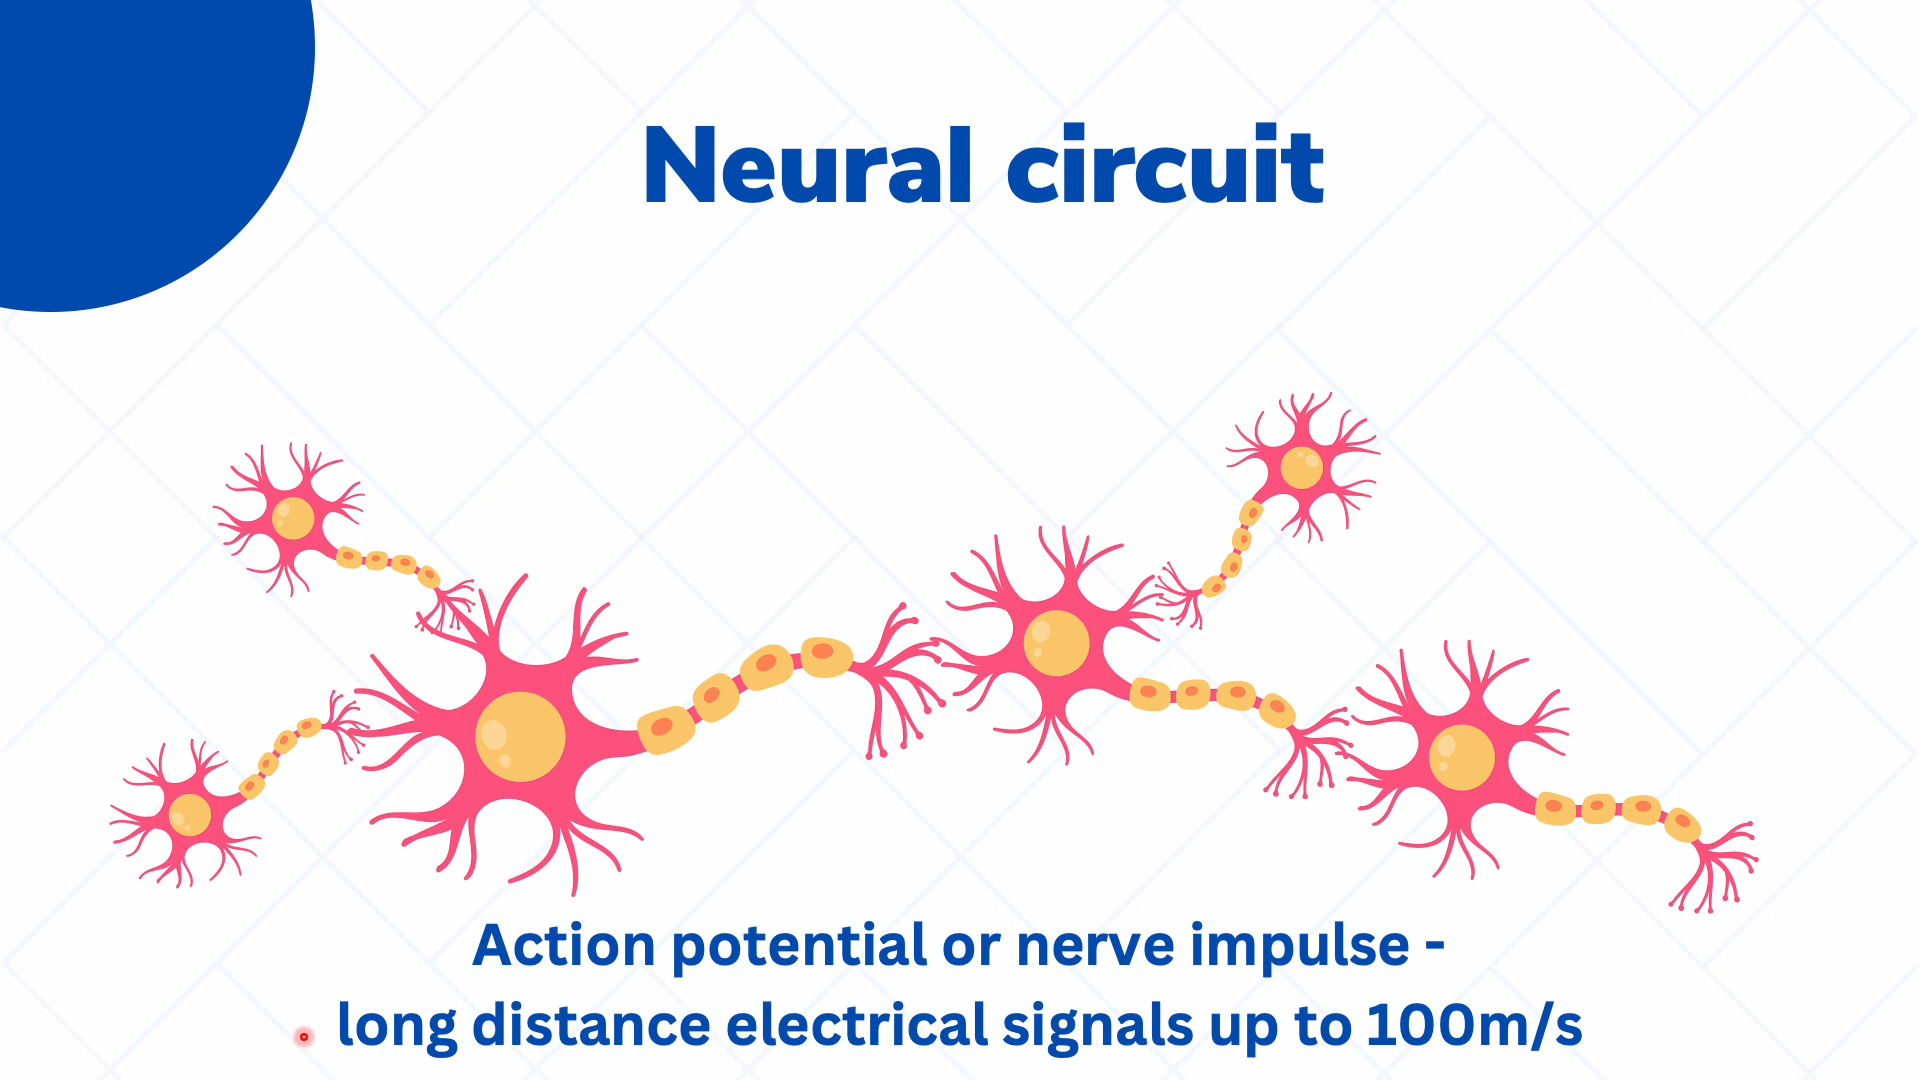 Neural circuit
Action potential or nerve impulse -
long distance electrical signals up to 100m/s